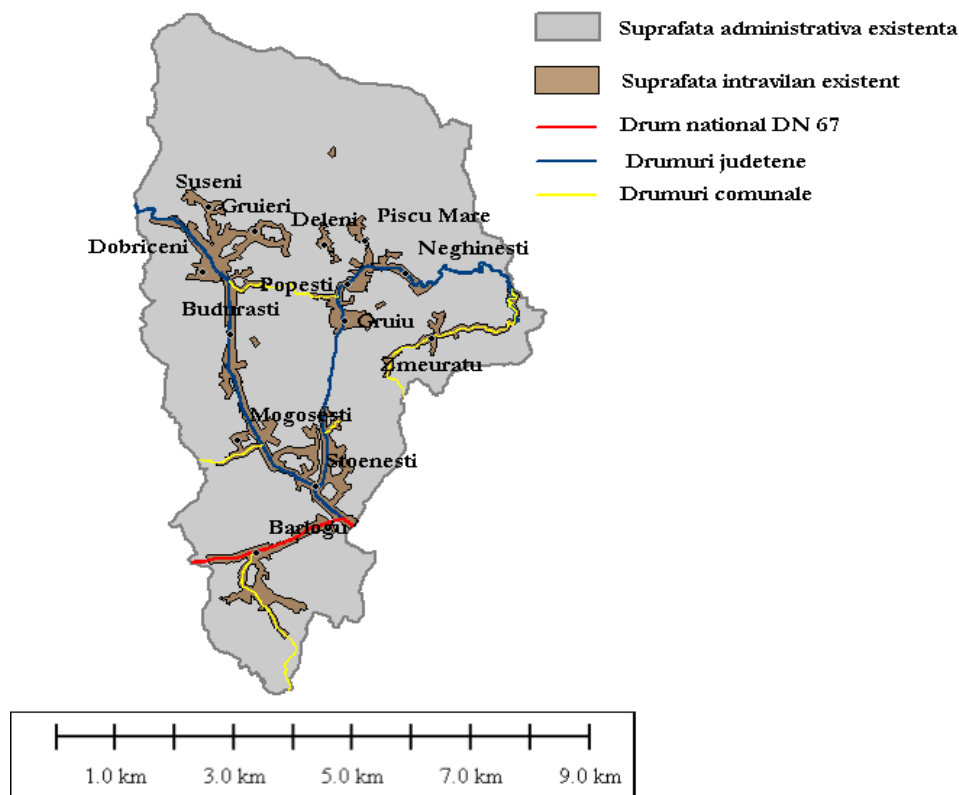 Suprafata administrativa existenta
Suprafata intravilan existent
Drum national DN 67
Drumuri judetene
Drumuri comunale
Suseni
Gruieri
Deleni
Piscu Mare
Dobriceni
Neghinesti
Popesti
Budurasti
Gruiu
Zmeuratu
Mogosesti
Stoenesti
Barlogu
1.0 km 3.0 km 5.0 km 7.0 km 9.0 km